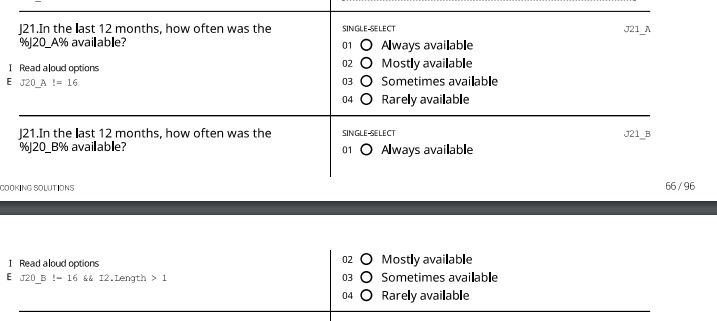 J21.In the last 12 months, how often was the
%J20_A% available?
I Read aloud options
E J20_A != 16
SINGLE-SELECT
J21_A
01 Always available
02 Mostly available
03 Sometimes available
04 Rarely available
J21.In the last 12 months, how often was the
%J20_B% available?
SINGLE-SELECT
J21_B
01 Always available
COOKING SOLUTIONS
66 / 96
I Read aloud options
E J20_B != 16 && I2.Length > 1
02 Mostly available
03 Sometimes available
04 Rarely available